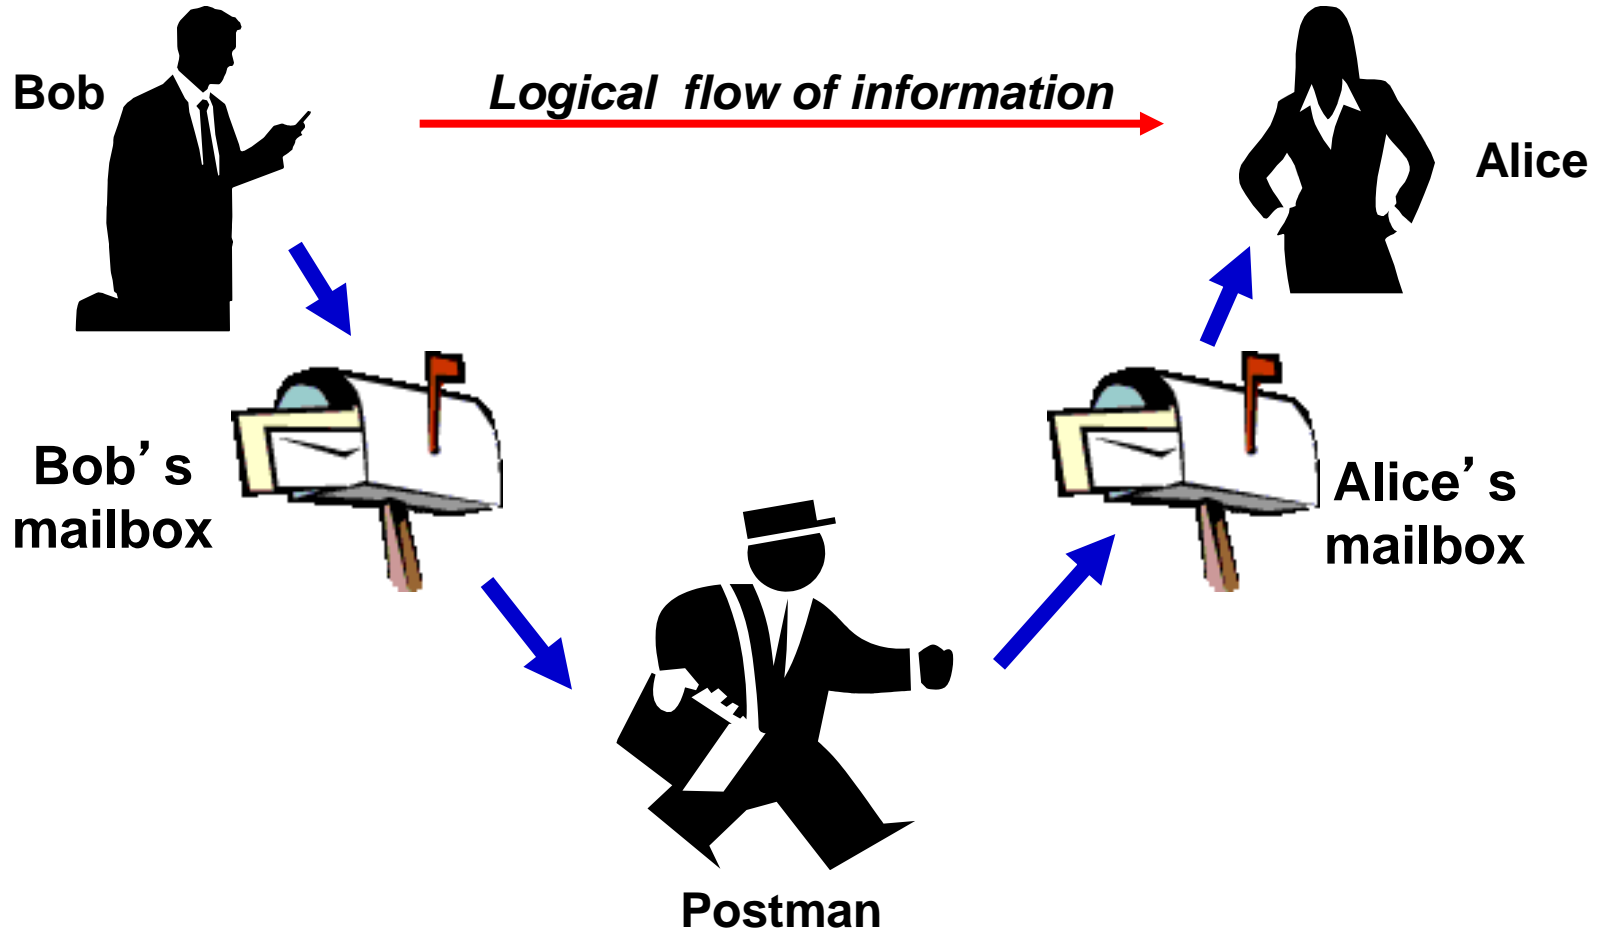 Bob
Logical flow of information
Alice
Bob’s
mailbox
Alice’s
mailbox
Postman